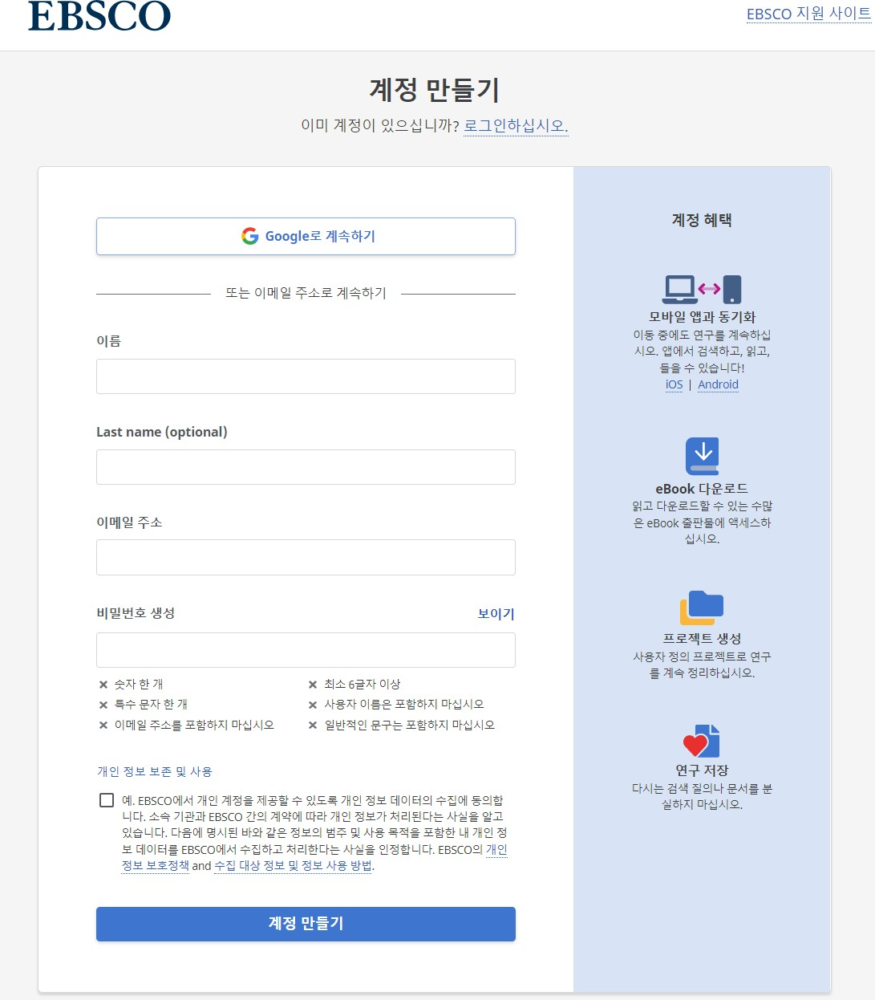 EBSCO
EBSCO 지원 사이트
계정 만들기
이미 계정이 있으십니까? 로그인하십시오.
Google로 계속하기
또는 이메일 주소로 계속하기
이름
Last name (optional)
이메일 주소
비밀번호 생성
보이기
숫자 한 개
최소 6글자 이상
특수 문자 한 개
사용자 이름은 포함하지 마십시오
이메일 주소를 포함하지 마십시오
일반적인 문구는 포함하지 마십시오
개인 정보 보존 및 사용
예. EBSCO에서 개인 계정을 제공할 수 있도록 개인 정보 데이터의 수집에 동의합
니다. 소속 기관과 EBSCO 간의 계약에 따라 개인 정보가 처리된다는 사실을 알고
있습니다. 다음에 명시된 바와 같은 정보의 범주 및 사용 목적을 포함한 내 개인 정
보 데이터를 EBSCO에서 수집하고 처리한다는 사실을 인정합니다. EBSCO의 개인
정보 보호정책 and 수집 대상 정보 및 정보 사용 방법.
계정 만들기
계정 혜택
모바일 앱과 동기화
이동 중에도 연구를 계속하십
시오. 앱에서 검색하고, 읽고,
들을 수 있습니다!
iOS | Android
eBook 다운로드
읽고 다운로드할 수 있는 수많
은 eBook 출판물에 액세스하
십시오.
프로젝트 생성
사용자 정의 프로젝트로 연구
를 계속 정리하십시오.
연구 저장
다시는 검색 질의나 문서를 분
실하지 마십시오.